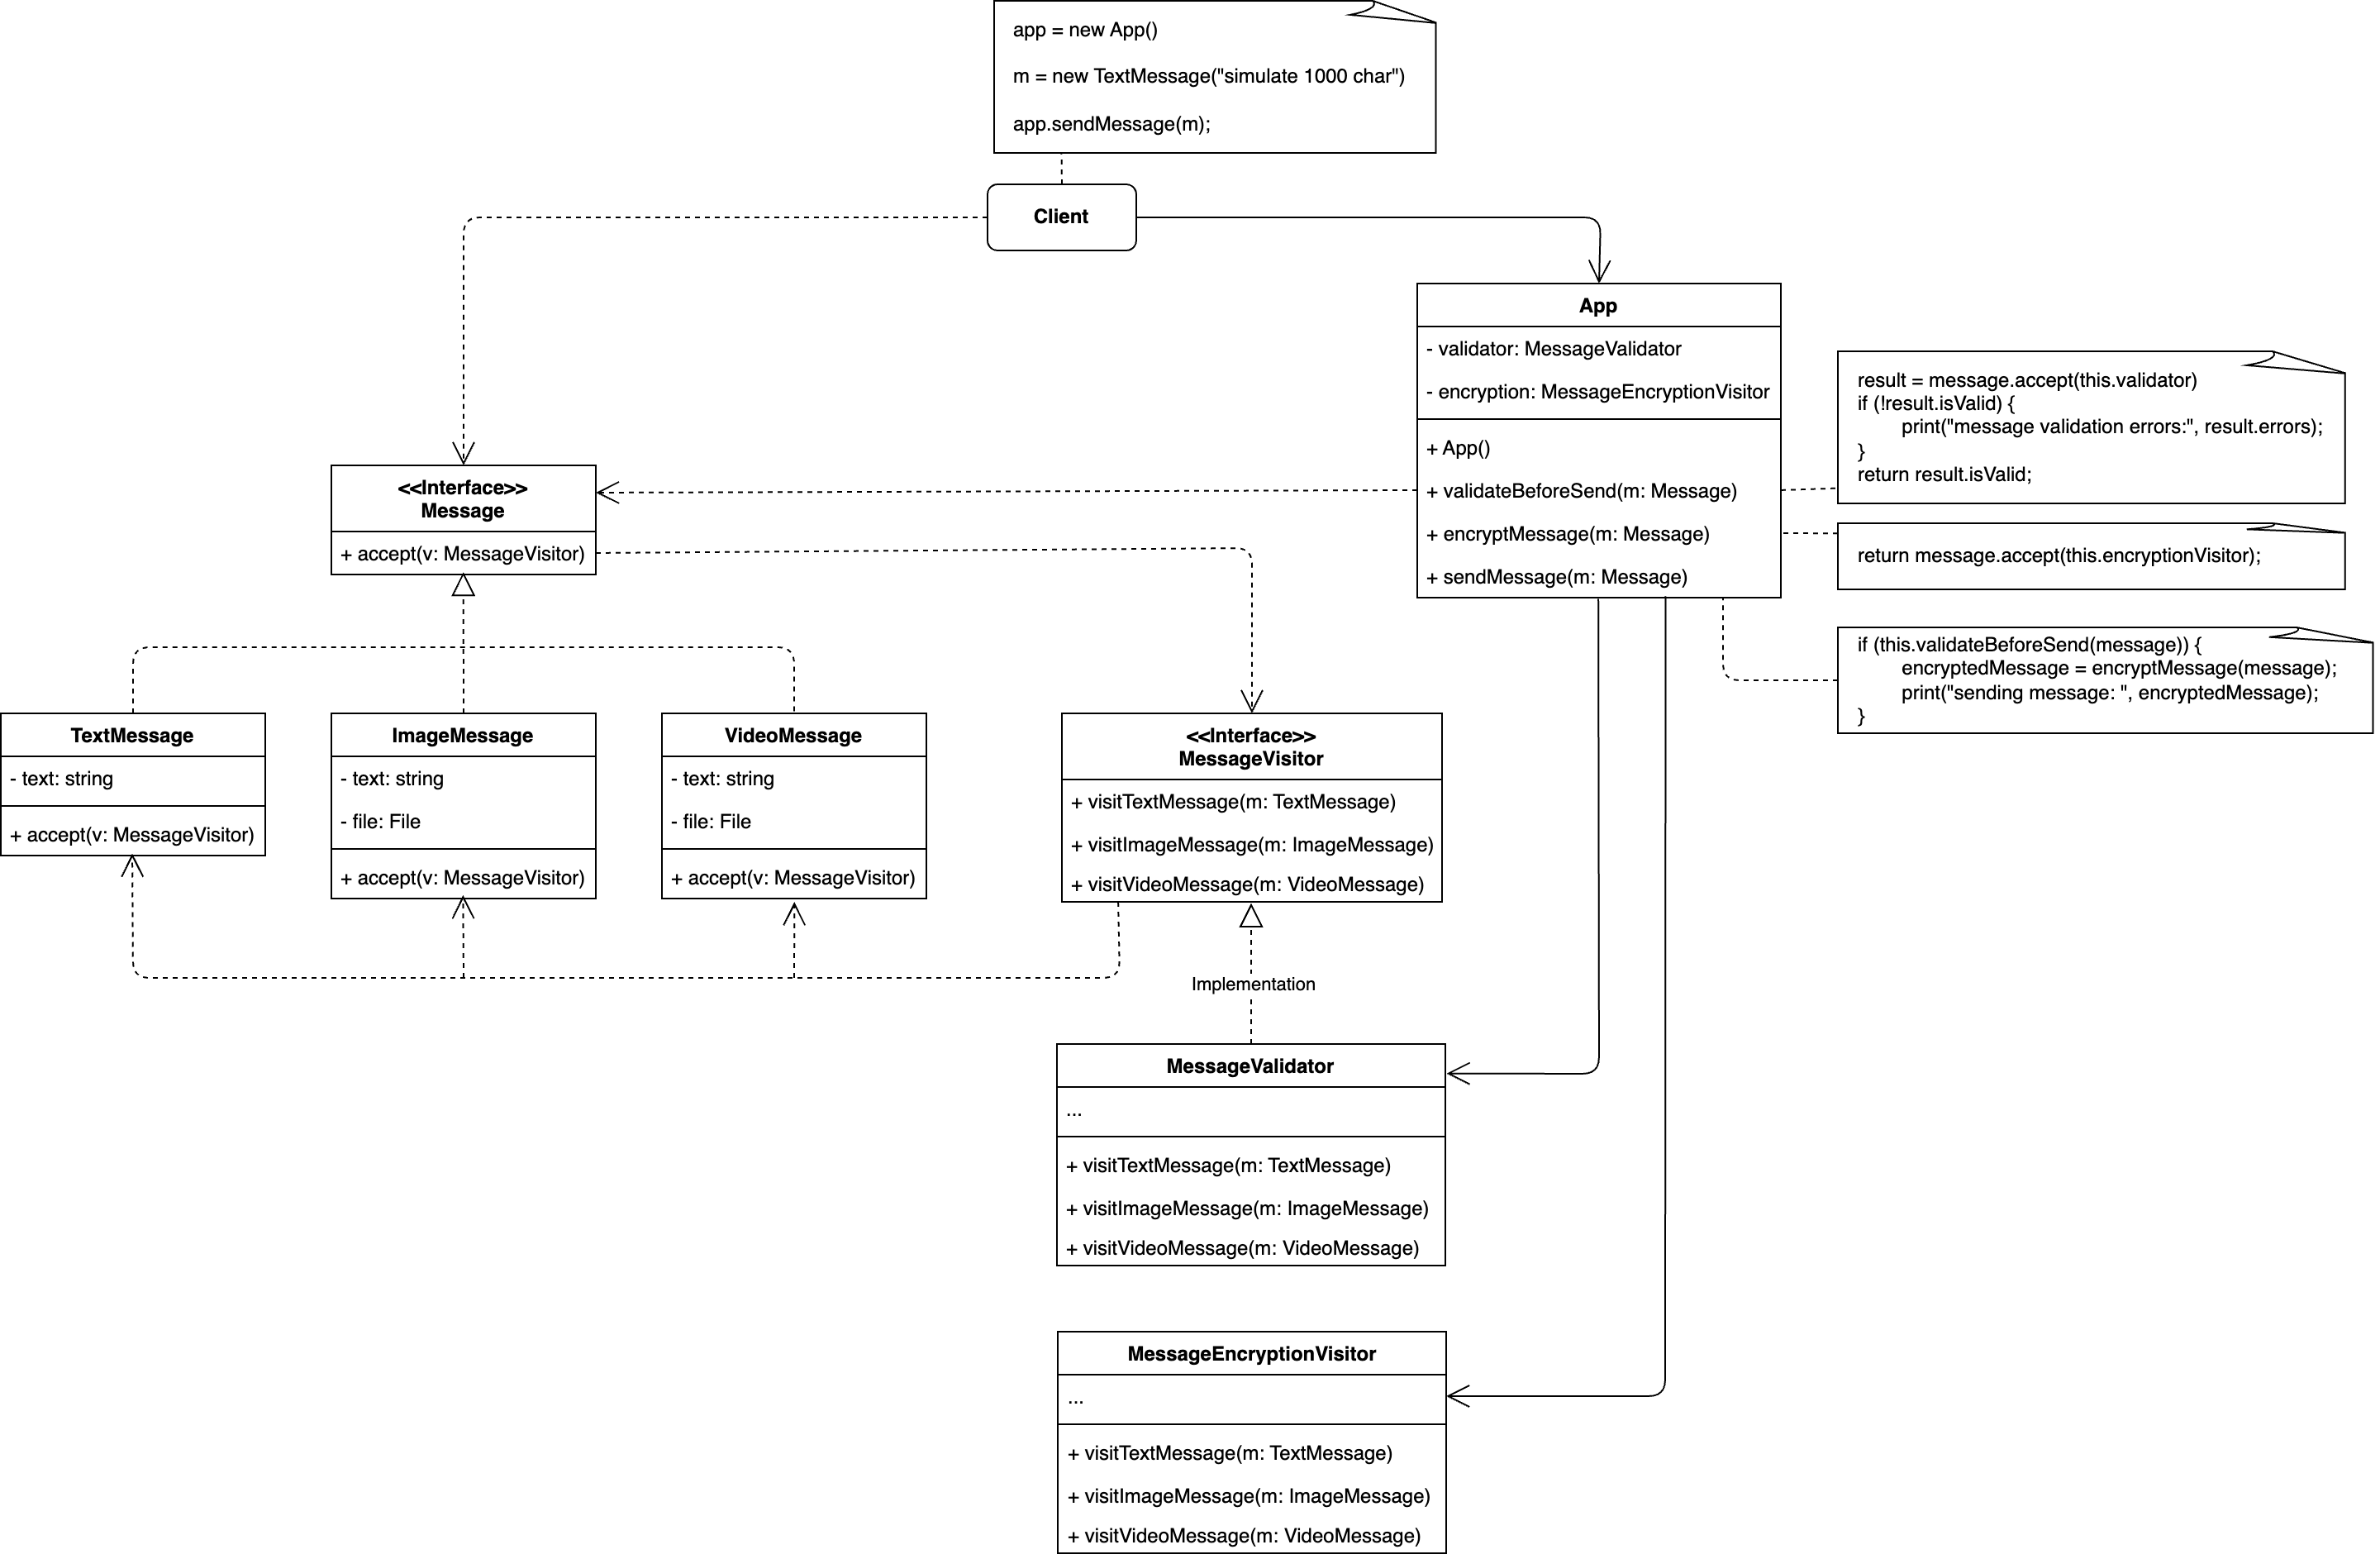 app = new App()
m = new TextMessage("simulate 1000 char")
app.sendMessage(m);
Client
App
- validator: MessageValidator
- encryption: MessageEncryptionVisitor
+ App()
+ validateBeforeSend(m: Message)
+ encryptMessage(m: Message)
+ sendMessage(m: Message)
result = message.accept(this.validator)
if (!result.isValid) {
print("message validation errors:", result.errors);
}
return result.isValid;
return message.accept(this.encryptionVisitor);
if (this.validateBeforeSend(message)) {
encryptedMessage = encryptMessage(message);
print("sending message: ", encryptedMessage);
}
<<Interface>>
Message
+ accept(v: MessageVisitor)
TextMessage
- text: string
+ accept(v: MessageVisitor)
ImageMessage
- text: string
- file: File
+ accept(v: MessageVisitor)
VideoMessage
- text: string
- file: File
+ accept(v: MessageVisitor)
<<Interface>>
MessageVisitor
+ visitTextMessage(m: TextMessage)
+ visitImageMessage(m: ImageMessage)
+ visitVideoMessage(m: VideoMessage)
Implementation
MessageValidator
...
+ visitTextMessage(m: TextMessage)
+ visitImageMessage(m: ImageMessage)
+ visitVideoMessage(m: VideoMessage)
MessageEncryptionVisitor
...
+ visitTextMessage(m: TextMessage)
+ visitImageMessage(m: ImageMessage)
+ visitVideoMessage(m: VideoMessage)